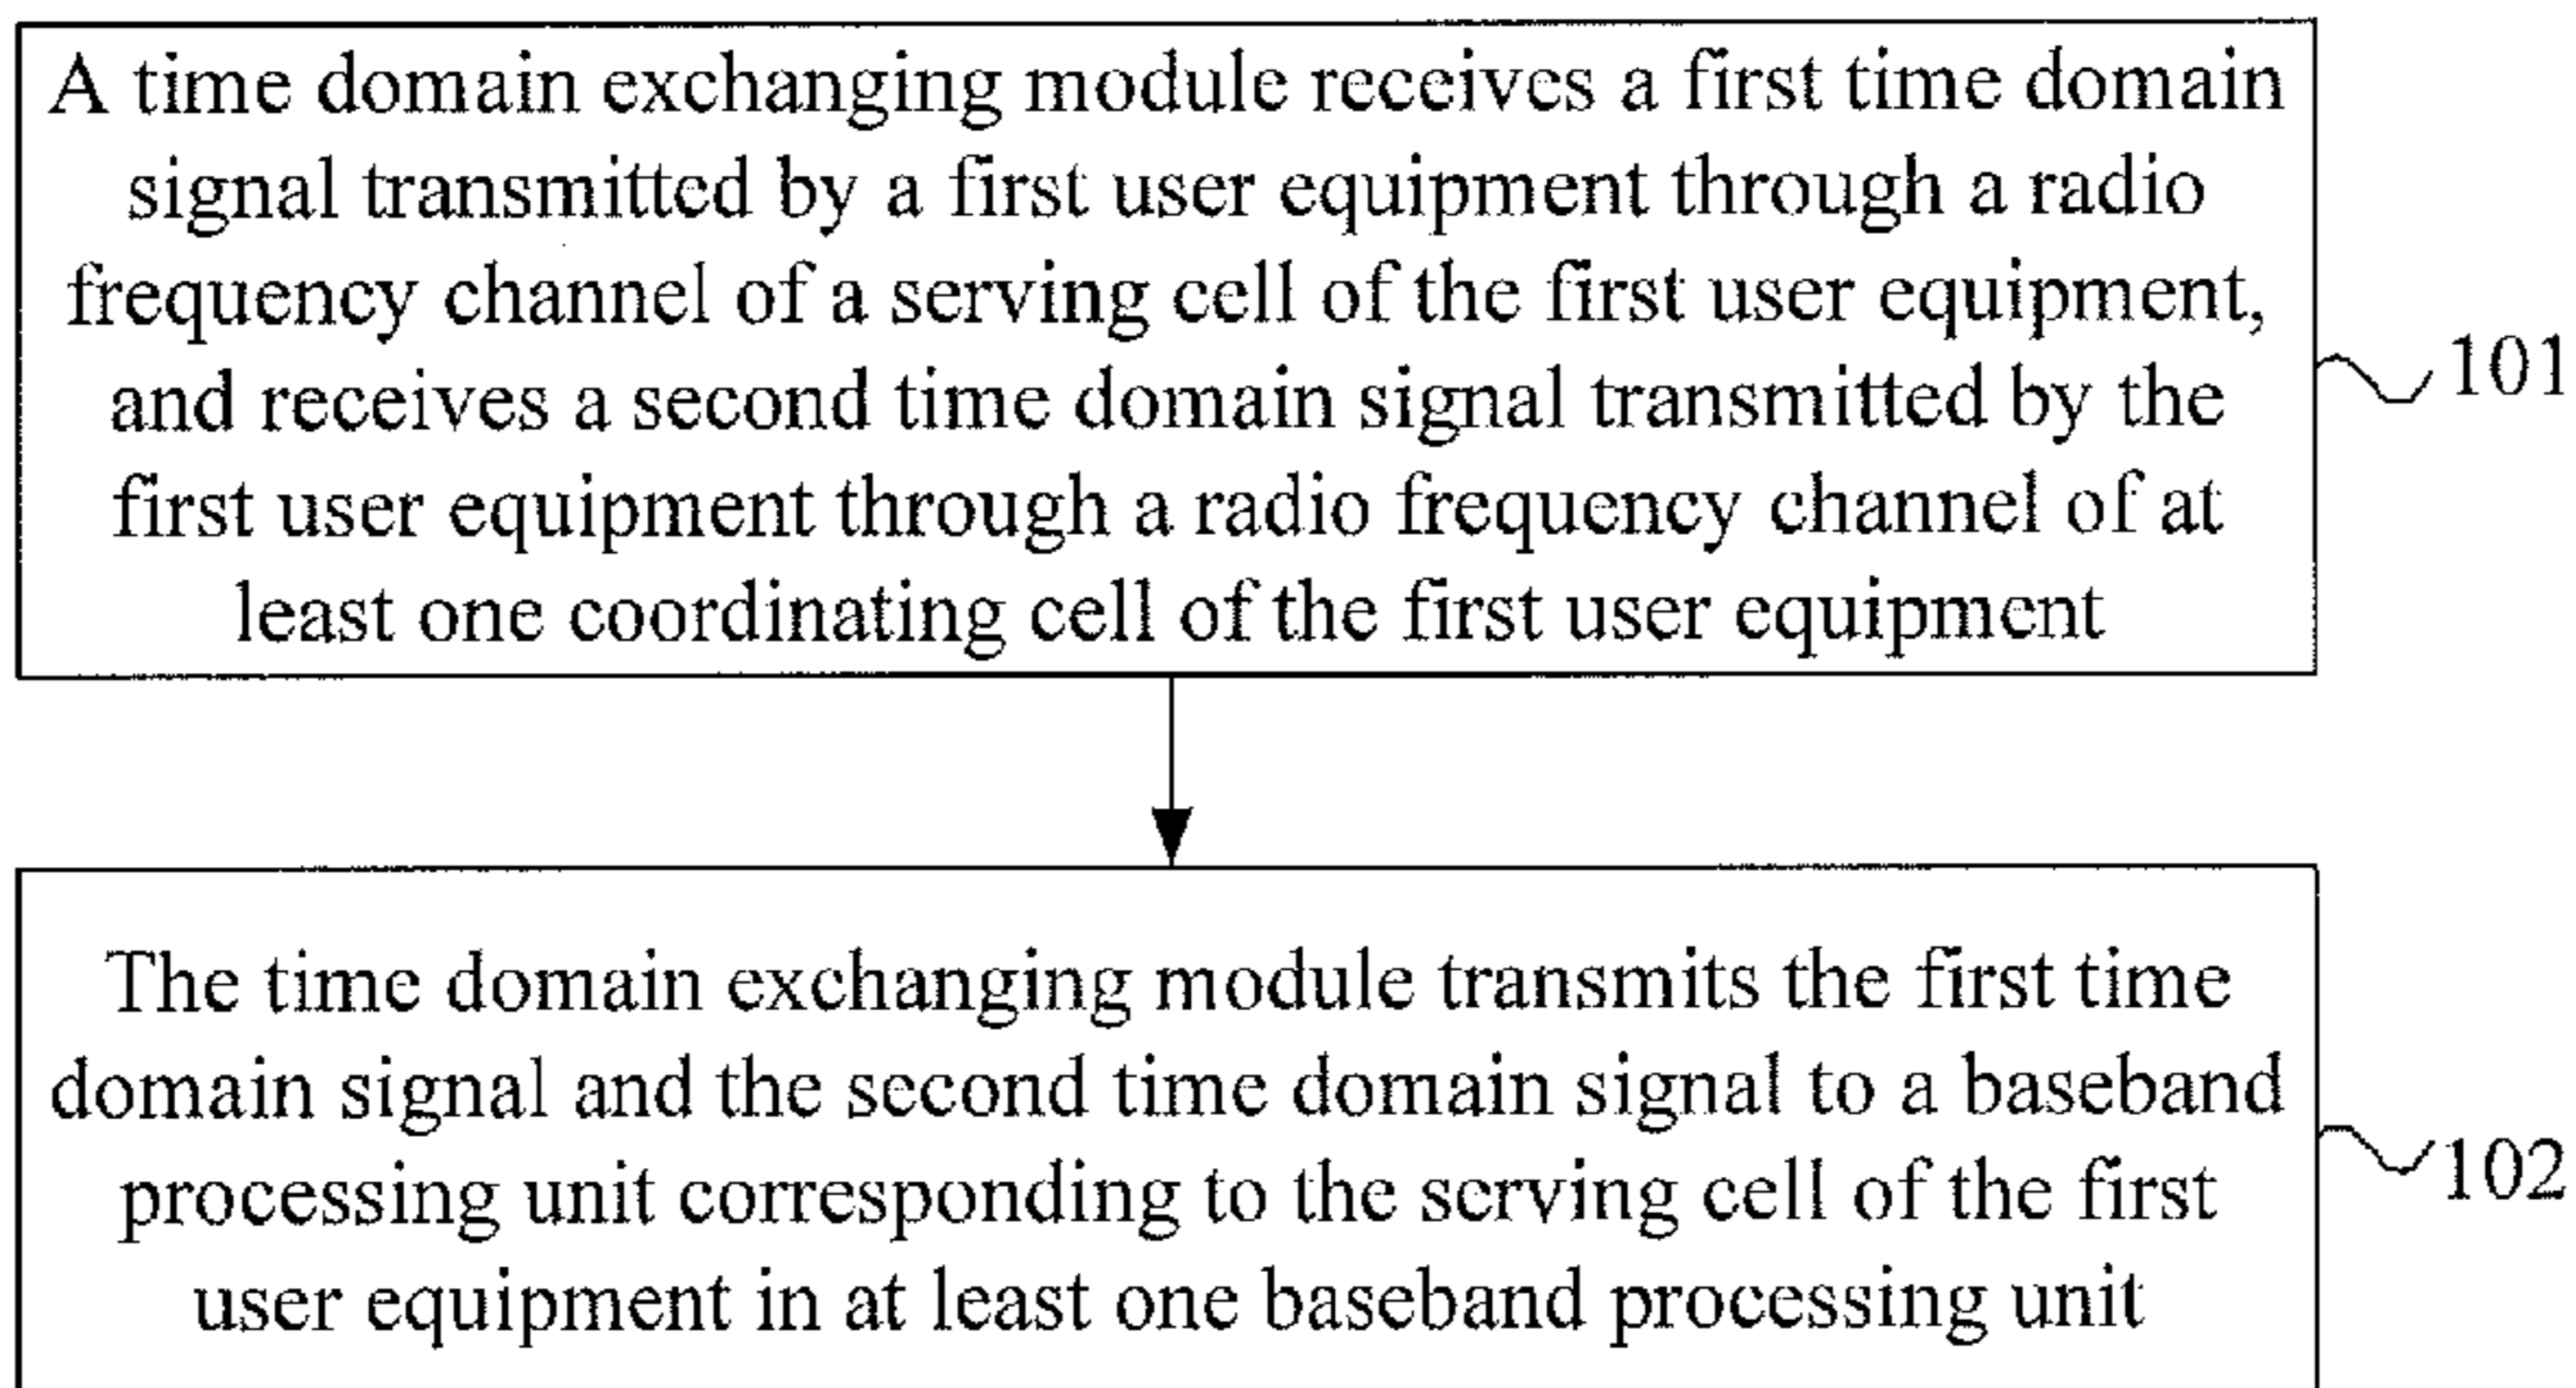 A time domain exchanging module receives a first time domain
signal transmitted by a first user equipment through a radio
frequency channel of a serving cell of the first user equipment,
and receives a second time domain signal transmitted by the
first user equipment through a radio frequency channel of at
least one coordinating cell of the first user equipment
101
The time domain exchanging module transmits the first time
domain signal and the second time domain signal to a baseband
processing unit corresponding to the serving cell of the first
user equipment in at least one baseband processing unit
102